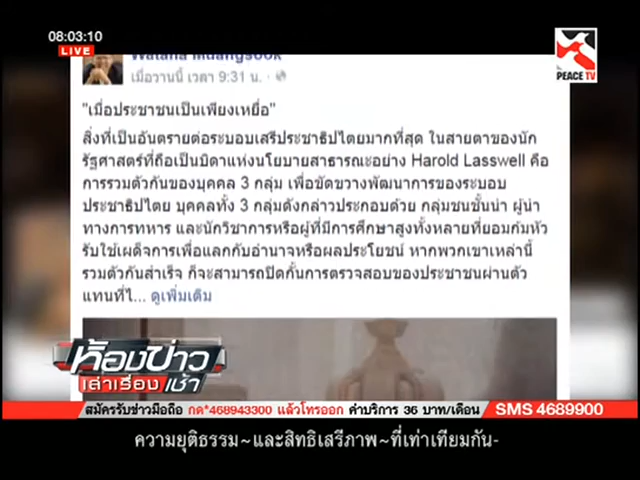 08:03:10
LIVE
PEACE TV
Watana Muangsook
เมื่อวานนี้ เวลา 9:31 น. ·
"เมื่อประชาชนเป็นเพียงเหยื่อ"
สิ่งที่เป็นอันตรายต่อระบอบเสรีประชาธิปไตยมากที่สุด ในสายตาของนัก
รัฐศาสตร์ที่ถือเป็นบิดาแห่งนโยบายสาธารณะอย่าง Harold Lasswell คือ
การรวมตัวกันของบุคคล 3 กลุ่ม เพื่อขัดขวางพัฒนาการของระบอบ
ประชาธิปไตย บุคคลทั้ง 3 กลุ่มดังกล่าวประกอบด้วย กลุ่มชนชั้นนำ ผู้นำ
ทางการทหาร และนักวิชาการหรือผู้ที่มีการศึกษาสูงทั้งหลายที่ยอมก้มหัว
รับใช้เผด็จการเพื่อแลกกับอำนาจหรือผลประโยชน์ หากพวกเขาเหล่านี้
รวมตัวกันสำเร็จ ก็จะสามารถปิดกั้นการตรวจสอบของประชาชนผ่านตัว
แทนที่ไ... ดูเพิ่มเติม
ห้องข่าว
เล่าเรื่อง เช้า
สมัครรับข่าวมือถือ กด*468943300 แล้วโทรออก ค่าบริการ 36 บาท/เดือน SMS 4689900
ความยุติธรรม~และสิทธิเสรีภาพ~ที่เท่าเทียมกัน-